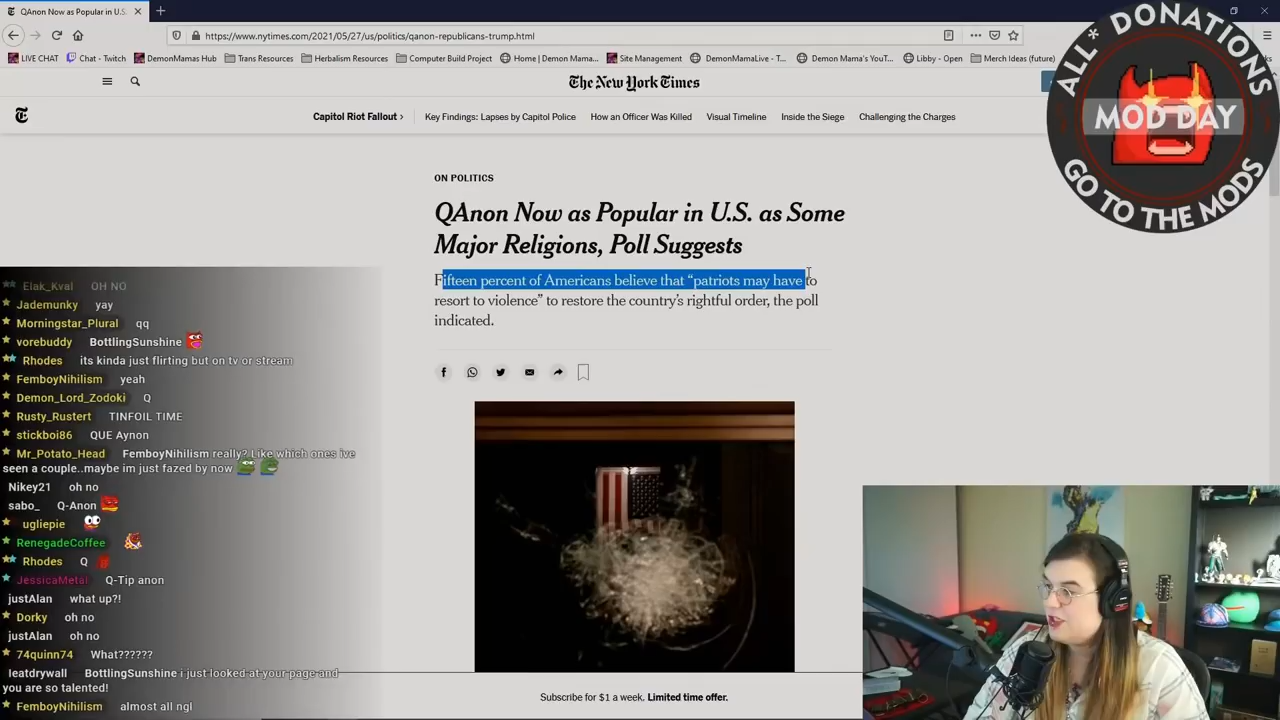 QAnon Now as Popular in U.S.
https://www.nytimes.com/2021/05/27/us/politics/qanon-republicans-trump.html
LIVE CHAT
Chat - Twitch
DemonMamas Hub
Trans Resources
Herbalism Resources
Computer Build Project
Home | Demon Mama...
Site Management
DemonMamaLive - T...
Demon Mama's YouT...
Libby - Open
Merch Ideas (future)
The New York Times
Capitol Riot Fallout ›
Key Findings: Lapses by Capitol Police
How an Officer Was Killed
Visual Timeline
Inside the Siege
Challenging the Charges
ALL* DONATIONS
MOD DAY
GO TO THE MODS
ON POLITICS
QAnon Now as Popular in U.S. as Some
Major Religions, Poll Suggests
Fifteen percent of Americans believe that “patriots may have to
resort to violence” to restore the country’s rightful order, the poll
indicated.
Elak_Kval OH NO
Jademunky yay
Morningstar_Plural qq
vorebuddy BottlingSunshine
Rhodes its kinda just flirting but on tv or stream
FemboyNihilism yeah
Demon_Lord_Zodoki Q
Rusty_Rustert TINFOIL TIME
stickboi86 QUE Aynon
Mr_Potato_Head FemboyNihilism really? Like which ones ive
seen a couple..maybe im just fazed by now
Nikey21 oh no
sabo_ Q-Anon
ugliepie
RenegadeCoffee
Rhodes Q
JessicaMetal Q-Tip anon
justAlan what up?!
Dorky oh no
justAlan oh no
74quinn74 What??????
leatdrywall BottlingSunshine i just looked at your page and
you are so talented!
FemboyNihilism almost all ngl
Subscribe for $1 a week. Limited time offer.